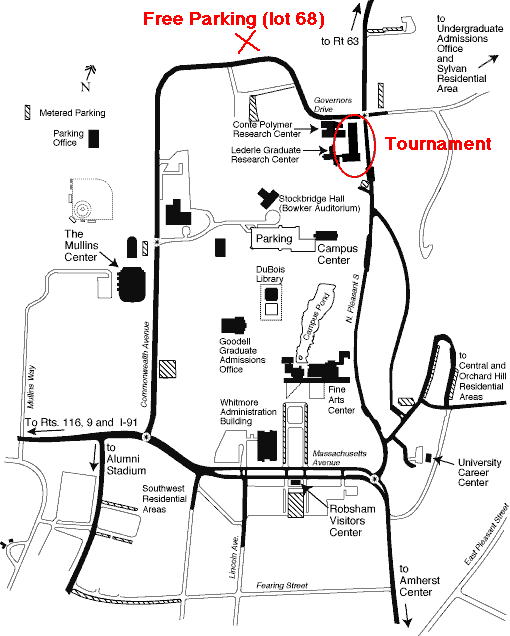 Free Parking (lot 68)
to Rt 63
to
Undergraduate
Admissions
Office
and
Sylvan
Residential
Area
N
Metered Parking
Parking
Office
Governors
Drive
Conte Polymer
Research Center
Lederle Graduate
Research Center
Tournament
Stockbridge Hall
(Bowker Auditorium)
The
Mullins
Center
Parking
Campus
Center
DuBois
Library
Campus Pond
N. Pleasant S.
Goodell
Graduate
Admissions
Office
Commonwealth Avenue
Mullins Way
Fine
Arts
Center
to
Central and
Orchard Hill
Residential
Areas
Whitmore
Administration
Building
To Rts. 116, 9 and I-91
to
Alumni
Stadium
Massachusetts
Avenue
University
Career
Center
Southwest
Residential
Areas
Robsham
Visitors
Center
Lincoln Ave.
Fearing Street
East Pleasant Street
to
Amherst
Center